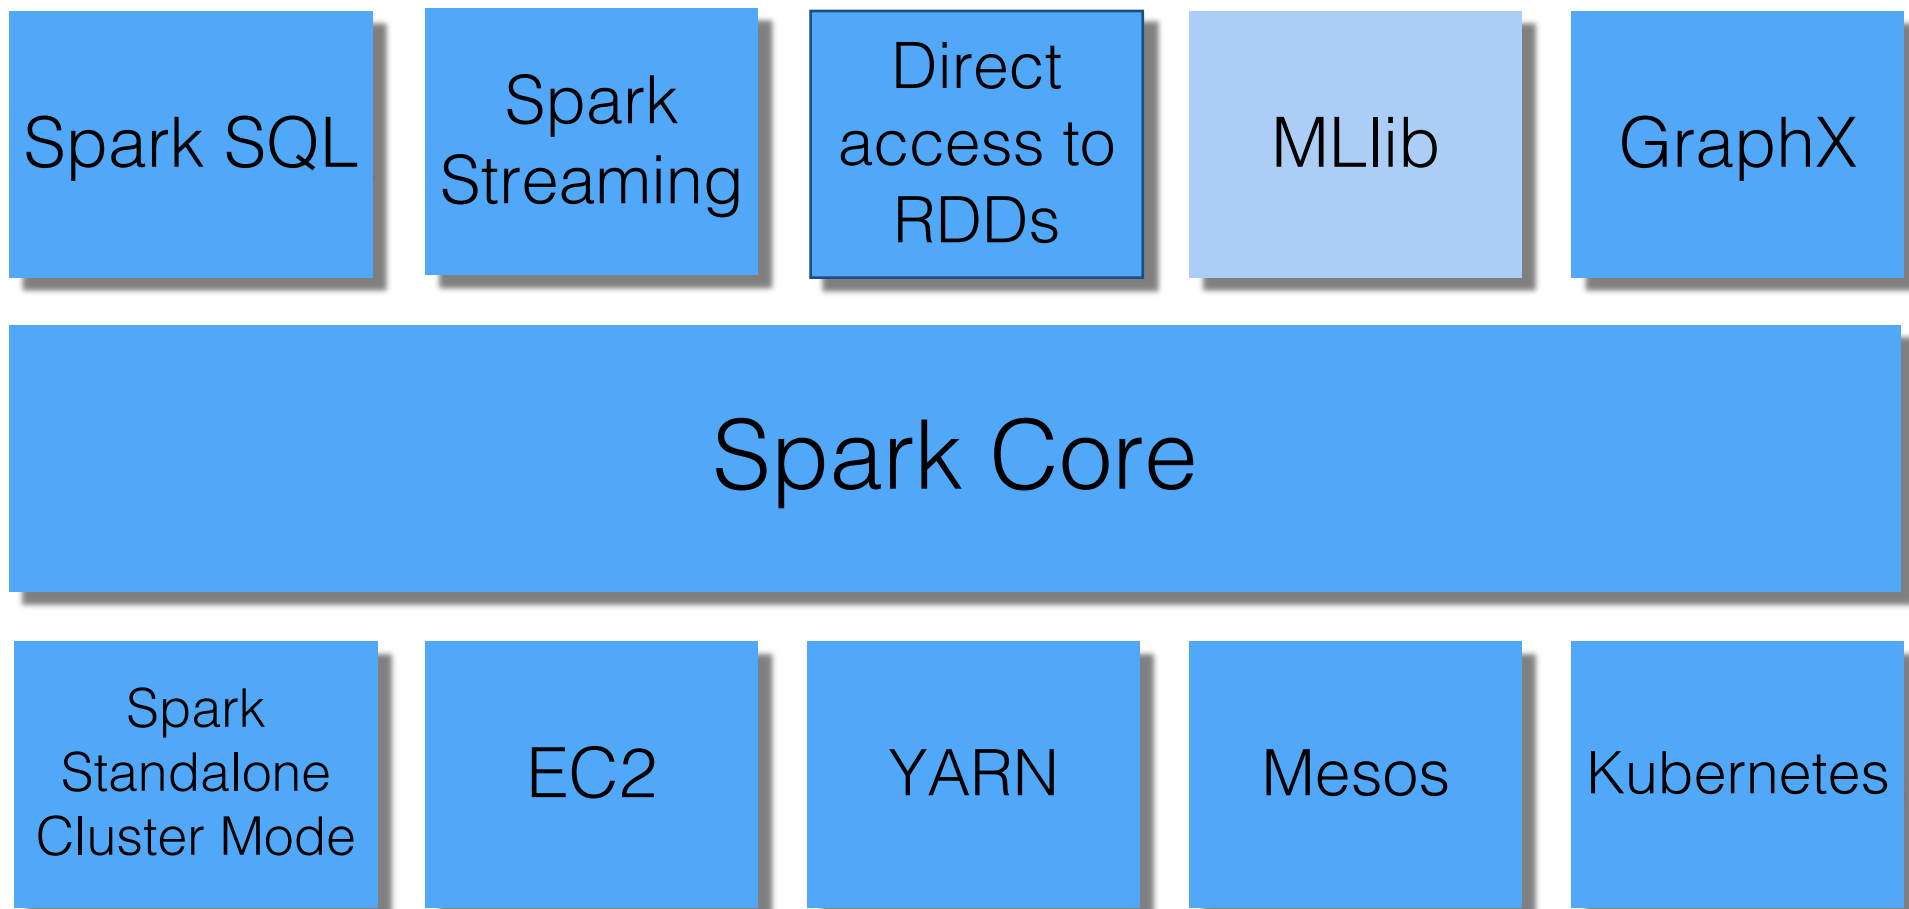 Spark SQL
Spark
Streaming
Direct
access to
RDDs
MLlib
GraphX
Spark Core
Spark
Standalone
Cluster Mode
EC2
YARN
Mesos
Kubernetes